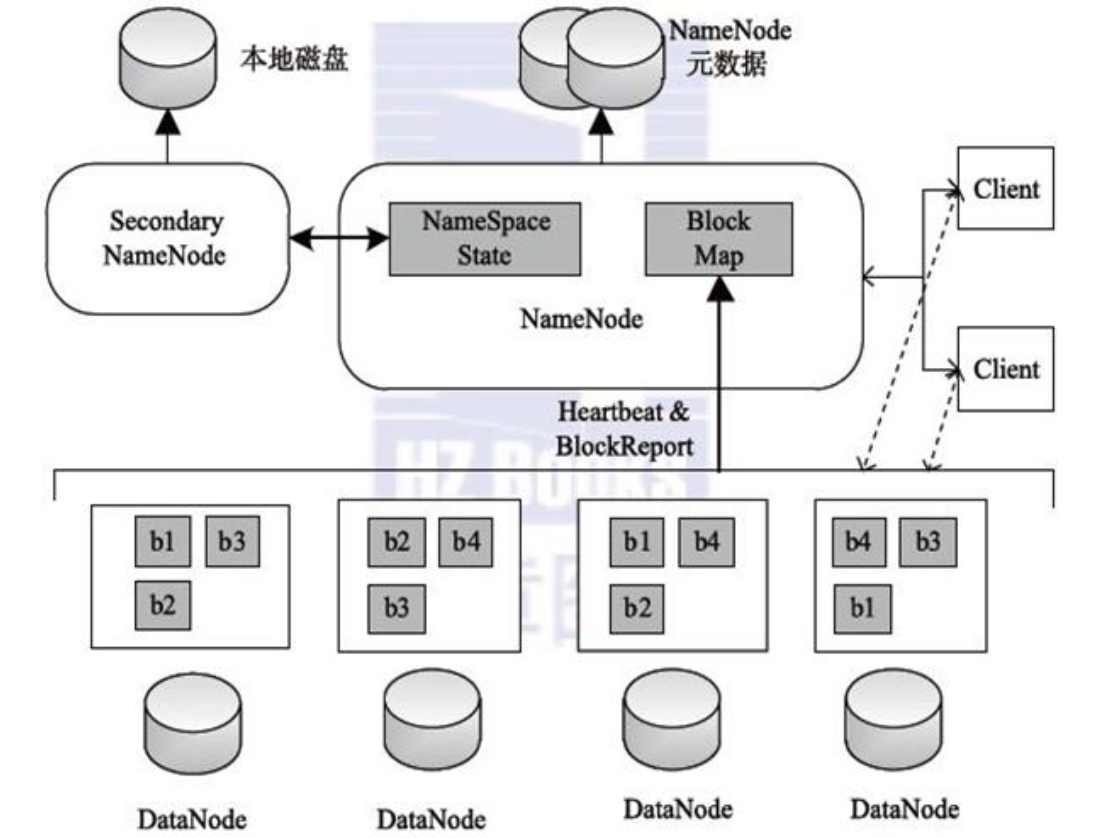 本地磁盘
NameNode
元数据
Secondary
NameNode
NameSpace
State
Block
Map
NameNode
Client
Client
Heartbeat &
BlockReport
HZ BOOKS
b1 b3
b2
b2 b4
b3
b1 b4
b2
b4 b3
b1
DataNode
DataNode
DataNode
DataNode